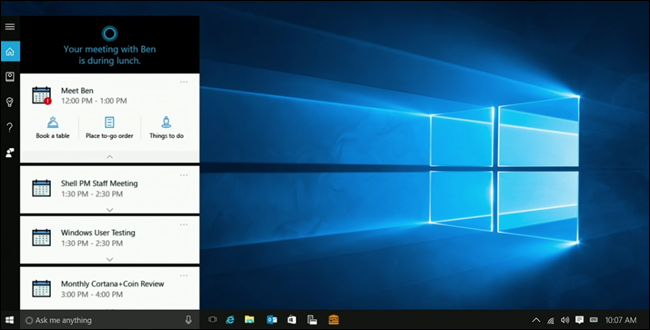 Your meeting with Ben
is during lunch.
Meet Ben
12:00 PM - 1:00 PM
Book a table
Place to-go order
Things to do
Shell PM Staff Meeting
1:30 PM - 2:30 PM
Windows User Testing
1:30 PM - 2:30 PM
Monthly Cortana+Coin Review
3:00 PM - 4:00 PM
Ask me anything
10:07 AM